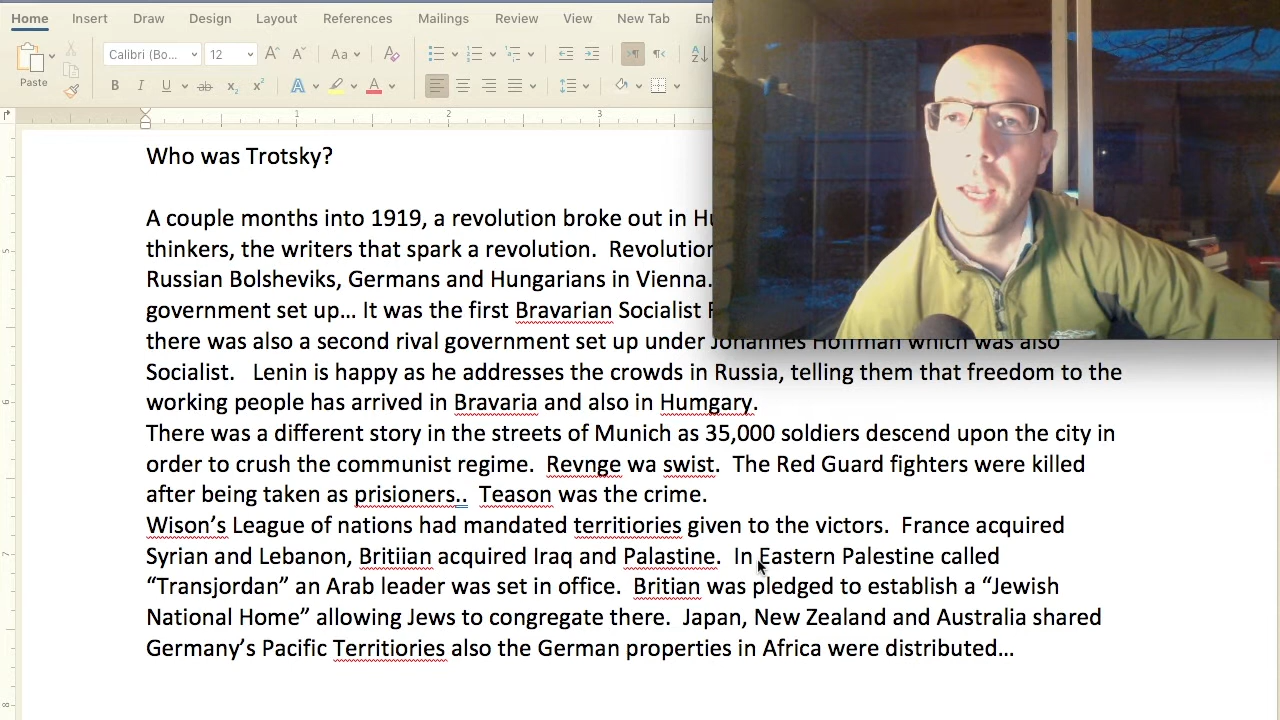 Home Insert Draw Design Layout References Mailings Review View New Tab En
Calibri (Bo... 12 A A Aa A
Paste B I U ab x₂ x² A A
1 2 3
Who was Trotsky?
A couple months into 1919, a revolution broke out in Hu
thinkers, the writers that spark a revolution. Revolution
Russian Bolsheviks, Germans and Hungarians in Vienna.
government set up... It was the first Bravarian Socialist
there was also a second rival government set up under Johannes Hoffman which was also
Socialist. Lenin is happy as he addresses the crowds in Russia, telling them that freedom to the
working people has arrived in Bravaria and also in Humgary.
There was a different story in the streets of Munich as 35,000 soldiers descend upon the city in
order to crush the communist regime. Revnge wa swist. The Red Guard fighters were killed
after being taken as prisioners.. Teason was the crime.
Wison’s League of nations had mandated territiories given to the victors. France acquired
Syrian and Lebanon, Britiian acquired Iraq and Palastine. In Eastern Palestine called
“Transjordan” an Arab leader was set in office. Britian was pledged to establish a “Jewish
National Home” allowing Jews to congregate there. Japan, New Zealand and Australia shared
Germany’s Pacific Territiories also the German properties in Africa were distributed...